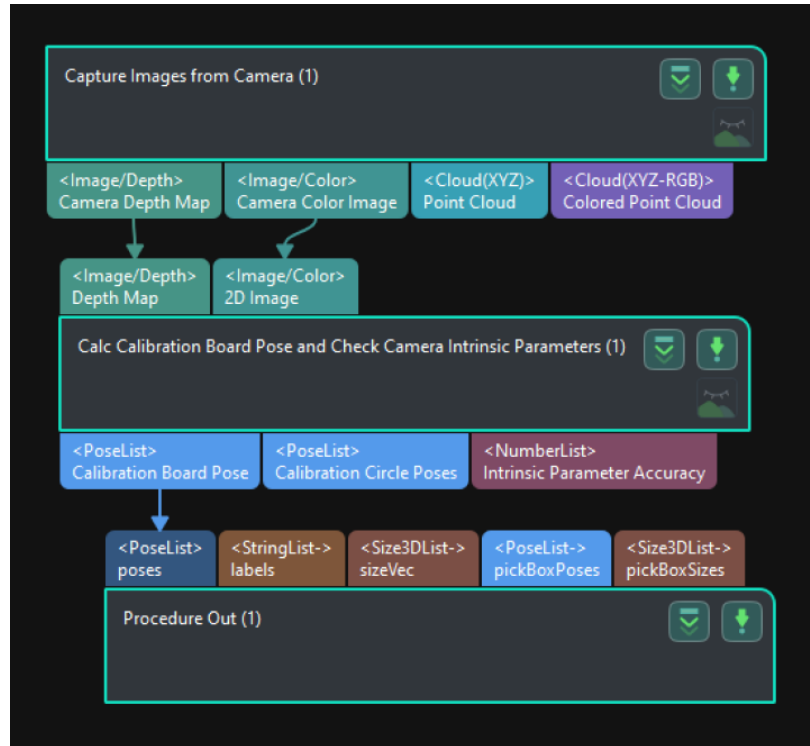 Capture Images from Camera (1)
<Image/Depth> <Image/Color> <Cloud(XYZ)> <Cloud(XYZ-RGB)>
Camera Depth Map Camera Color Image Point Cloud Colored Point Cloud
<Image/Depth> <Image/Color>
Depth Map 2D Image
Calc Calibration Board Pose and Check Camera Intrinsic Parameters (1)
<PoseList> <PoseList> <NumberList>
Calibration Board Pose Calibration Circle Poses Intrinsic Parameter Accuracy
<PoseList> <StringList-> <Size3DList-> <PoseList-> <Size3DList->
poses labels sizeVec pickBoxPoses pickBoxSizes
Procedure Out (1)